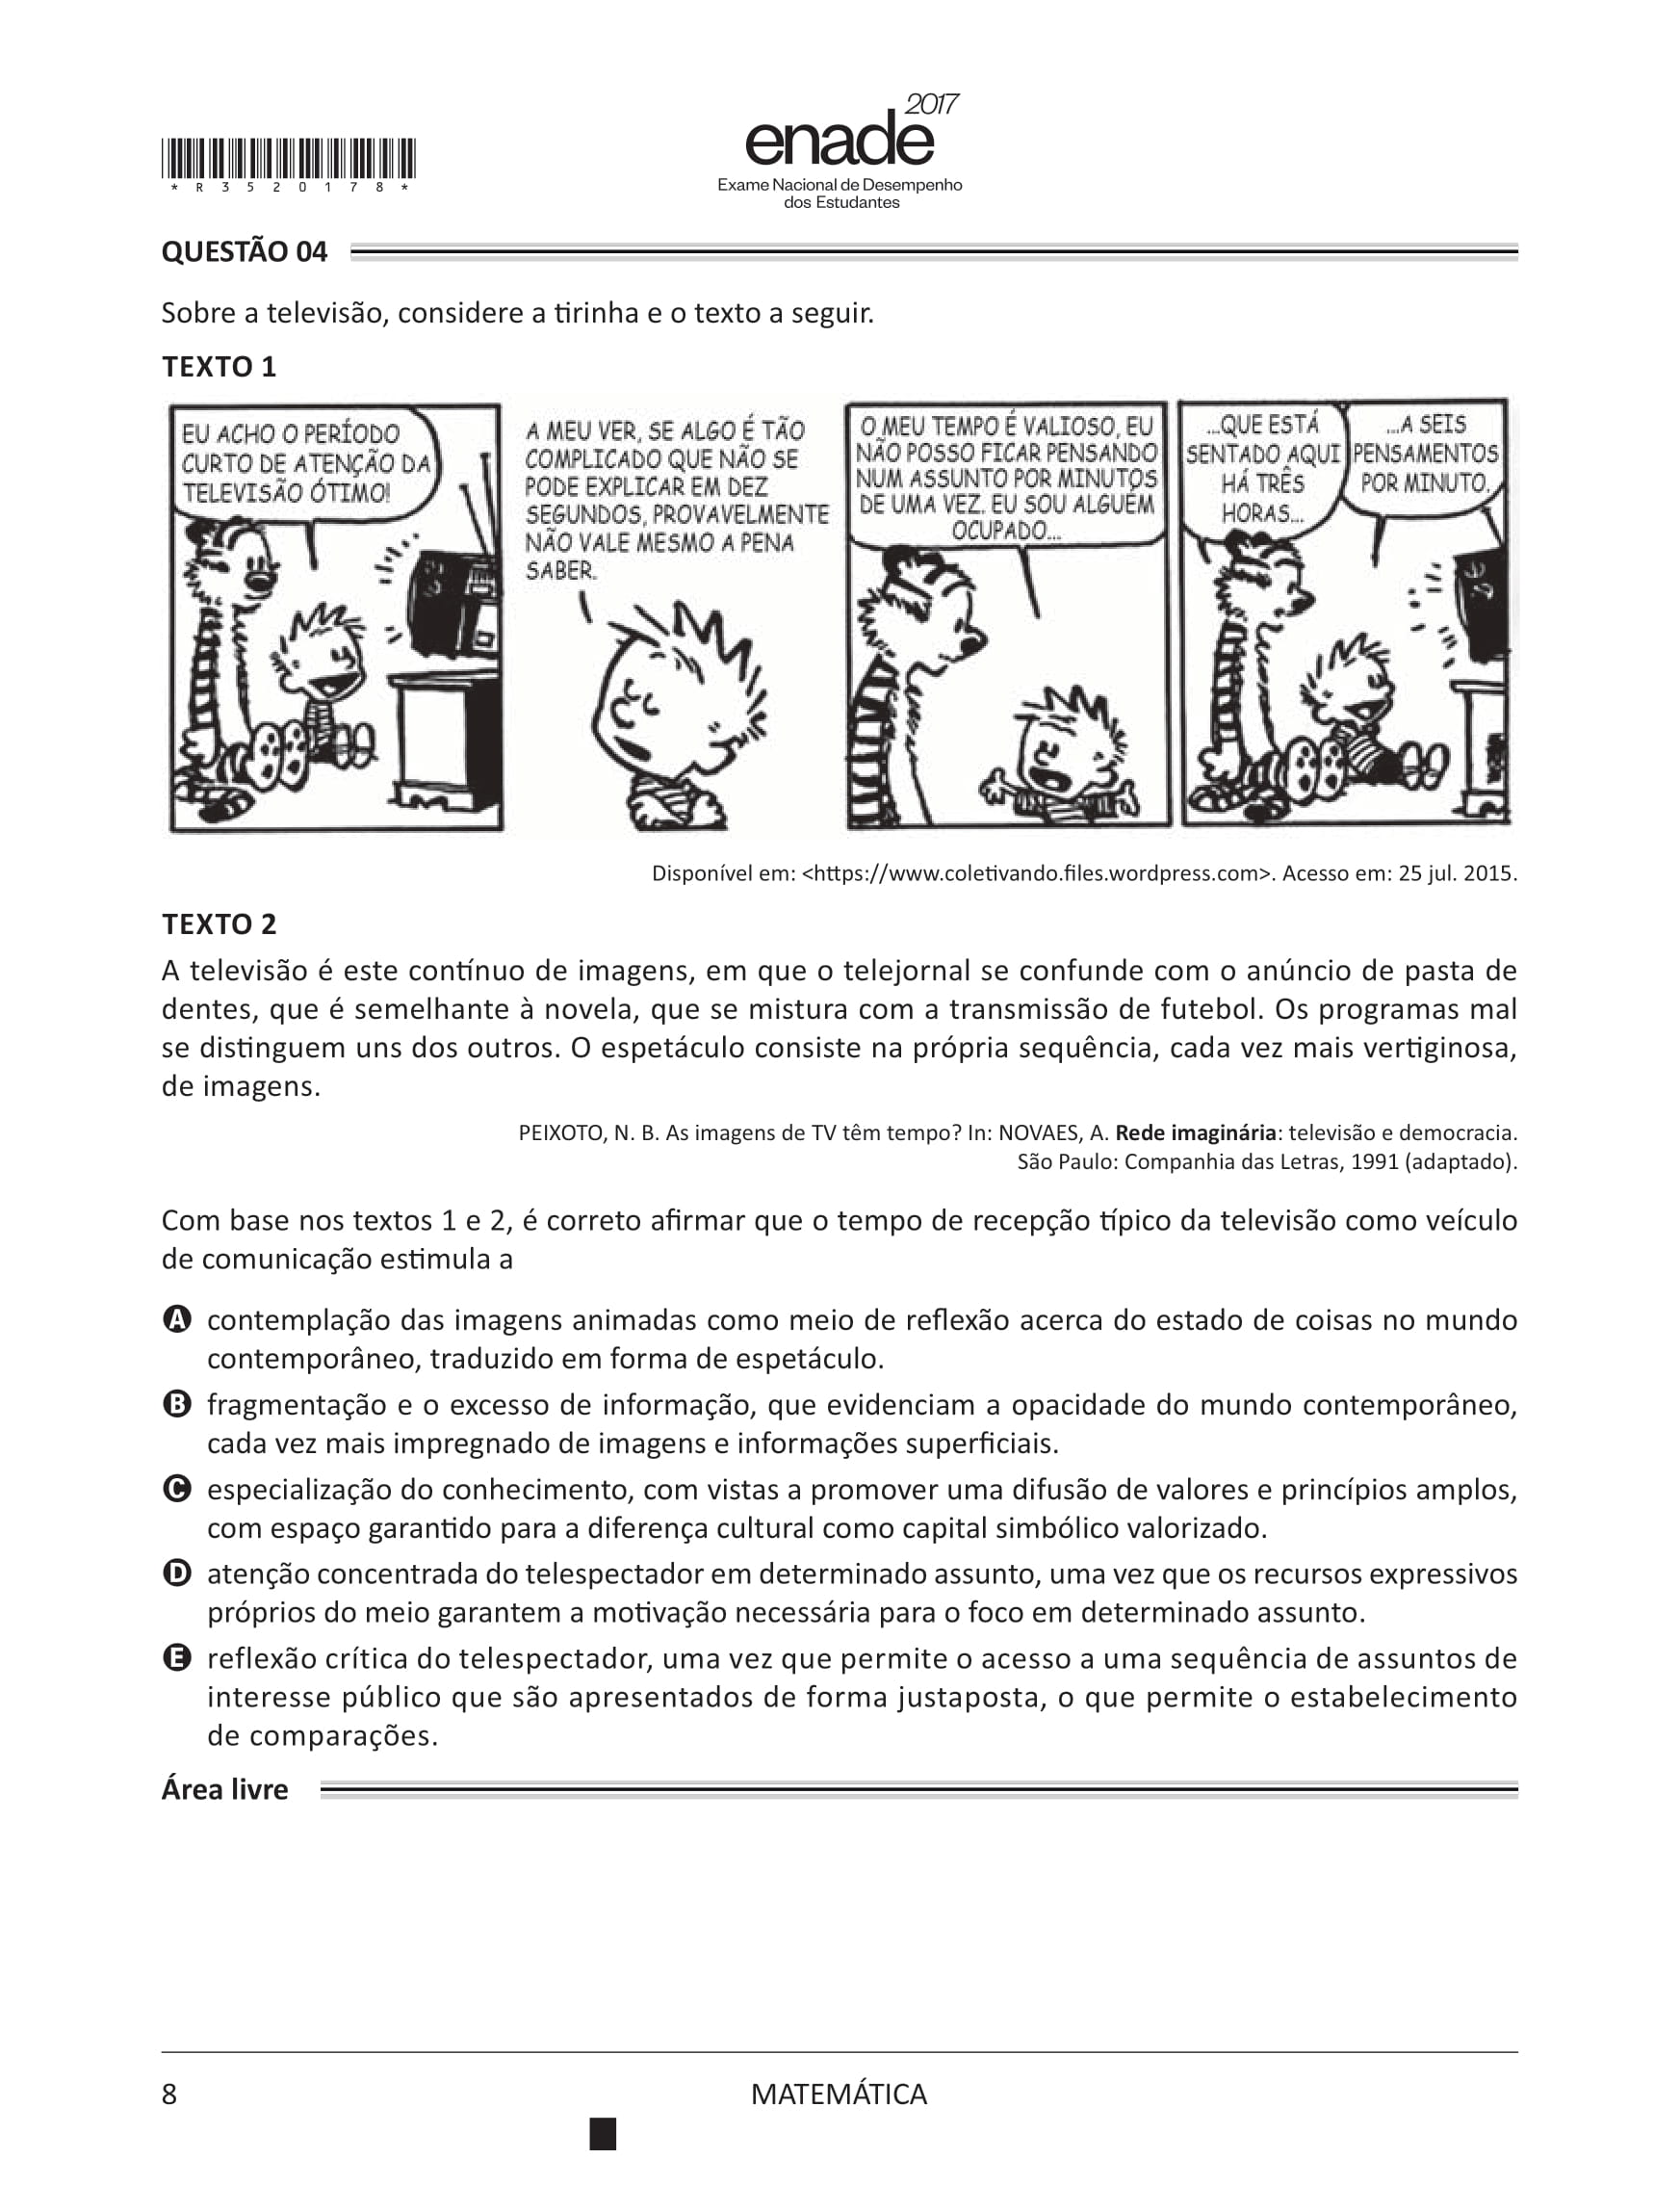 2017
enade
Exame Nacional de Desempenho
dos Estudantes
* R 3 5 2 0 1 7 8 *
QUESTÃO 04
Sobre a televisão, considere a tirinha e o texto a seguir.
TEXTO 1
EU ACHO O PERÍODO
CURTO DE ATENÇÃO DA
TELEVISÃO ÓTIMO!
A MEU VER, SE ALGO É TÃO
COMPLICADO QUE NÃO SE
PODE EXPLICAR EM DEZ
SEGUNDOS, PROVAVELMENTE
NÃO VALE MESMO A PENA
SABER.
O MEU TEMPO É VALIOSO, EU
NÃO POSSO FICAR PENSANDO
NUM ASSUNTO POR MINUTOS
DE UMA VEZ. EU SOU ALGUÉM
OCUPADO...
...QUE ESTÁ
SENTADO AQUI
HÁ TRÊS
HORAS...
...A SEIS
PENSAMENTOS
POR MINUTO.
Disponível em: <https://www.coletivando.files.wordpress.com>. Acesso em: 25 jul. 2015.
TEXTO 2
A televisão é este contínuo de imagens, em que o telejornal se confunde com o anúncio de pasta de
dentes, que é semelhante à novela, que se mistura com a transmissão de futebol. Os programas mal
se distinguem uns dos outros. O espetáculo consiste na própria sequência, cada vez mais vertiginosa,
de imagens.
PEIXOTO, N. B. As imagens de TV têm tempo? In: NOVAES, A. Rede imaginária: televisão e democracia.
São Paulo: Companhia das Letras, 1991 (adaptado).
Com base nos textos 1 e 2, é correto afirmar que o tempo de recepção típico da televisão como veículo
de comunicação estimula a
A contemplação das imagens animadas como meio de reflexão acerca do estado de coisas no mundo
contemporâneo, traduzido em forma de espetáculo.
B fragmentação e o excesso de informação, que evidenciam a opacidade do mundo contemporâneo,
cada vez mais impregnado de imagens e informações superficiais.
C especialização do conhecimento, com vistas a promover uma difusão de valores e princípios amplos,
com espaço garantido para a diferença cultural como capital simbólico valorizado.
D atenção concentrada do telespectador em determinado assunto, uma vez que os recursos expressivos
próprios do meio garantem a motivação necessária para o foco em determinado assunto.
E reflexão crítica do telespectador, uma vez que permite o acesso a uma sequência de assuntos de
interesse público que são apresentados de forma justaposta, o que permite o estabelecimento
de comparações.
Área livre
8
MATEMÁTICA